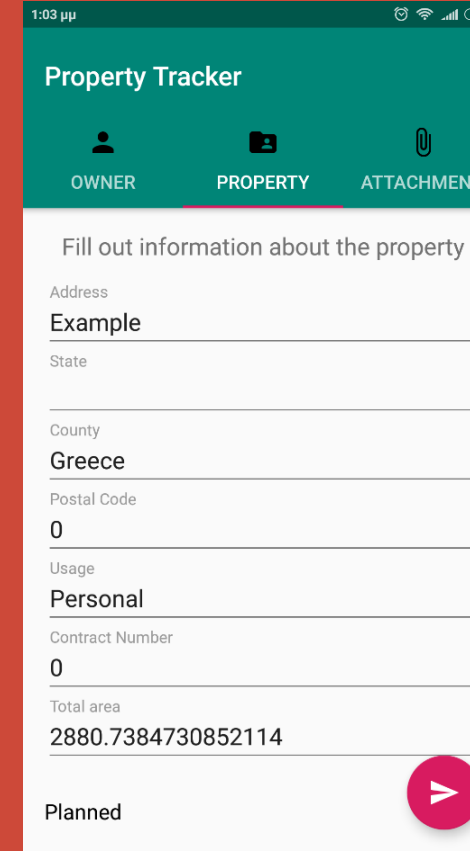 1:03 μμ
Property Tracker
OWNER PROPERTY ATTACHMEN
Fill out information about the property
Address
Example
State
County
Greece
Postal Code
0
Usage
Personal
Contract Number
0
Total area
2880.7384730852114
Planned